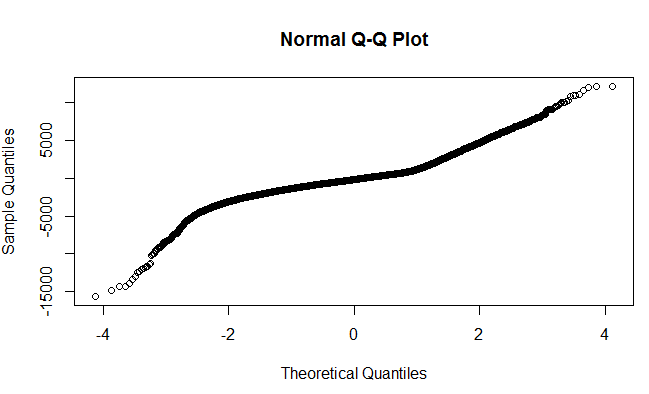 Normal Q-Q Plot
Sample Quantiles
5000
-5000
-15000
-4
-2
0
2
4
Theoretical Quantiles